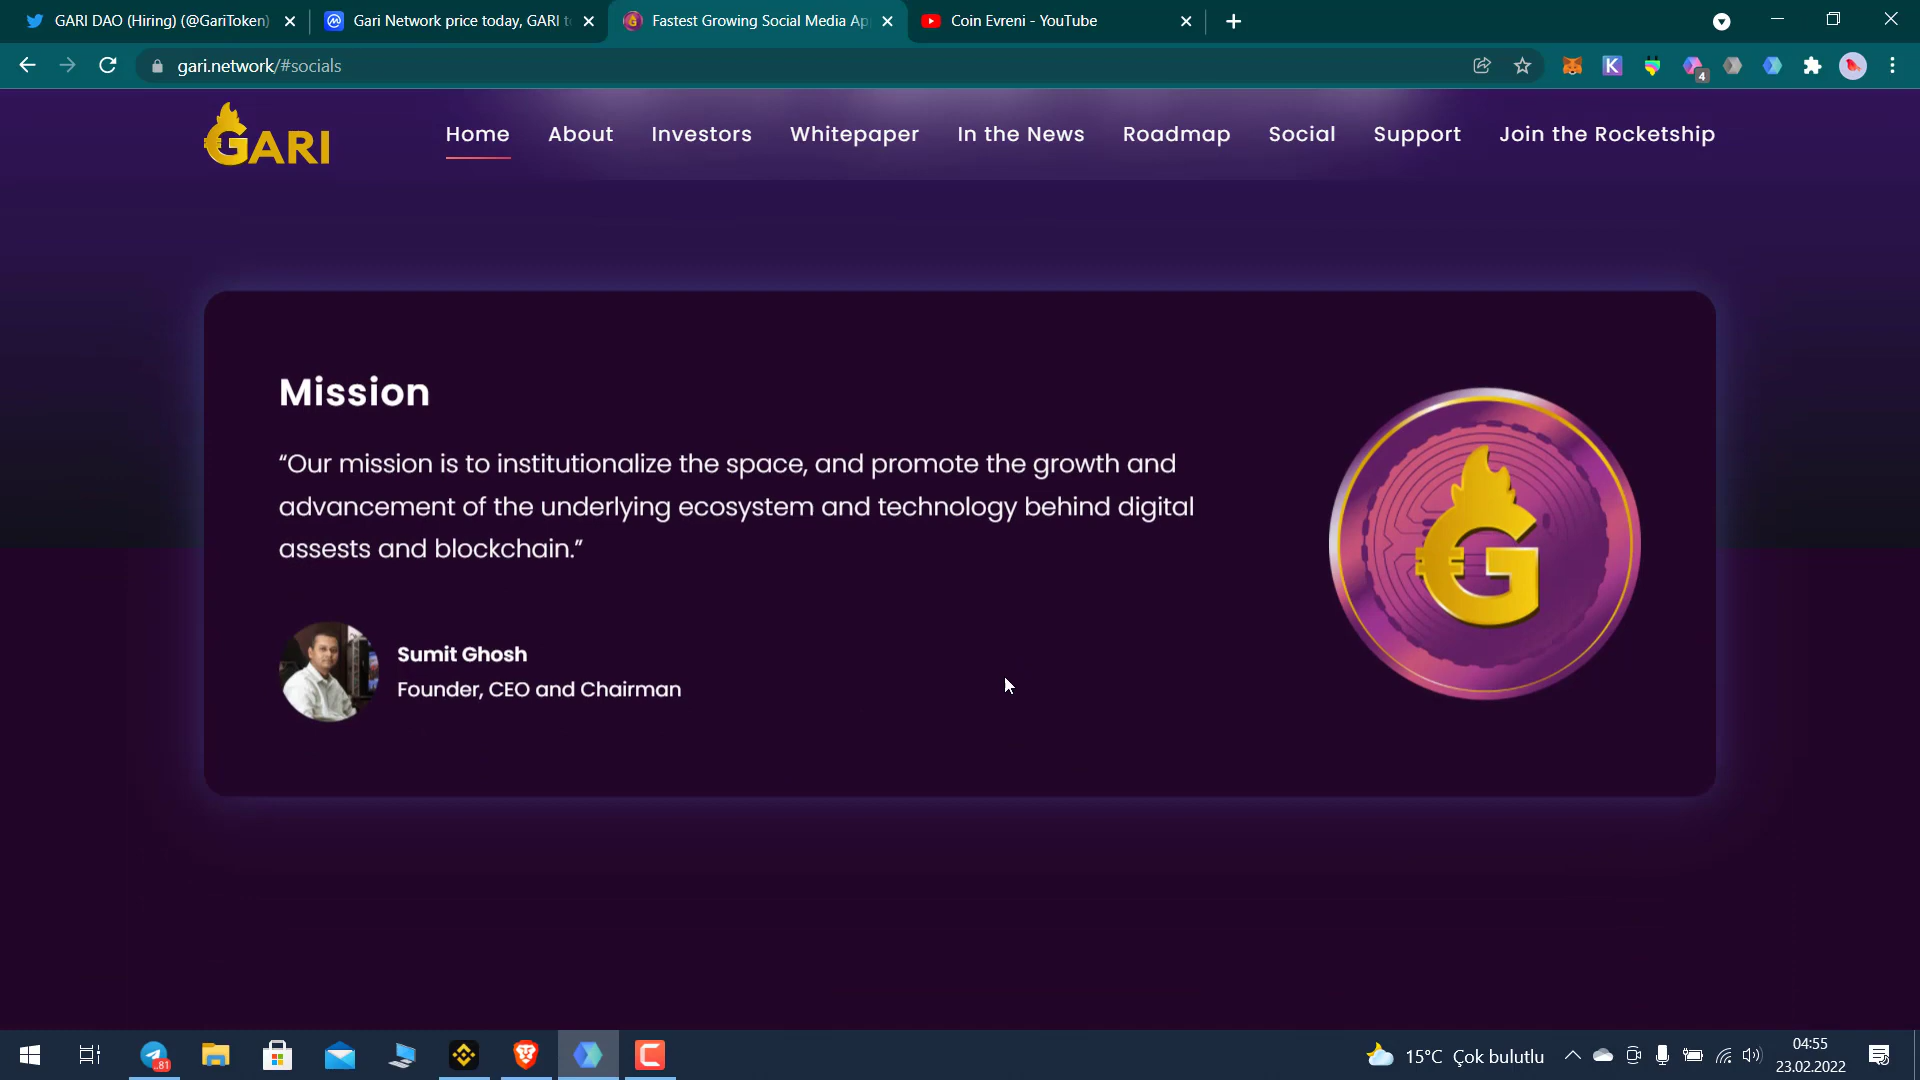 GARI DAO (Hiring) (@GariToken)
Gari Network price today, GARI to
Fastest Growing Social Media Ap
Coin Evreni - YouTube
gari.network/#socials
K
4
GARI
Home
About
Investors
Whitepaper
In the News
Roadmap
Social
Support
Join the Rocketship
Mission
“Our mission is to institutionalize the space, and promote the growth and
advancement of the underlying ecosystem and technology behind digital
assests and blockchain.”
Sumit Ghosh
Founder, CEO and Chairman
G
81
15°C Çok bulutlu
04:55
23.02.2022